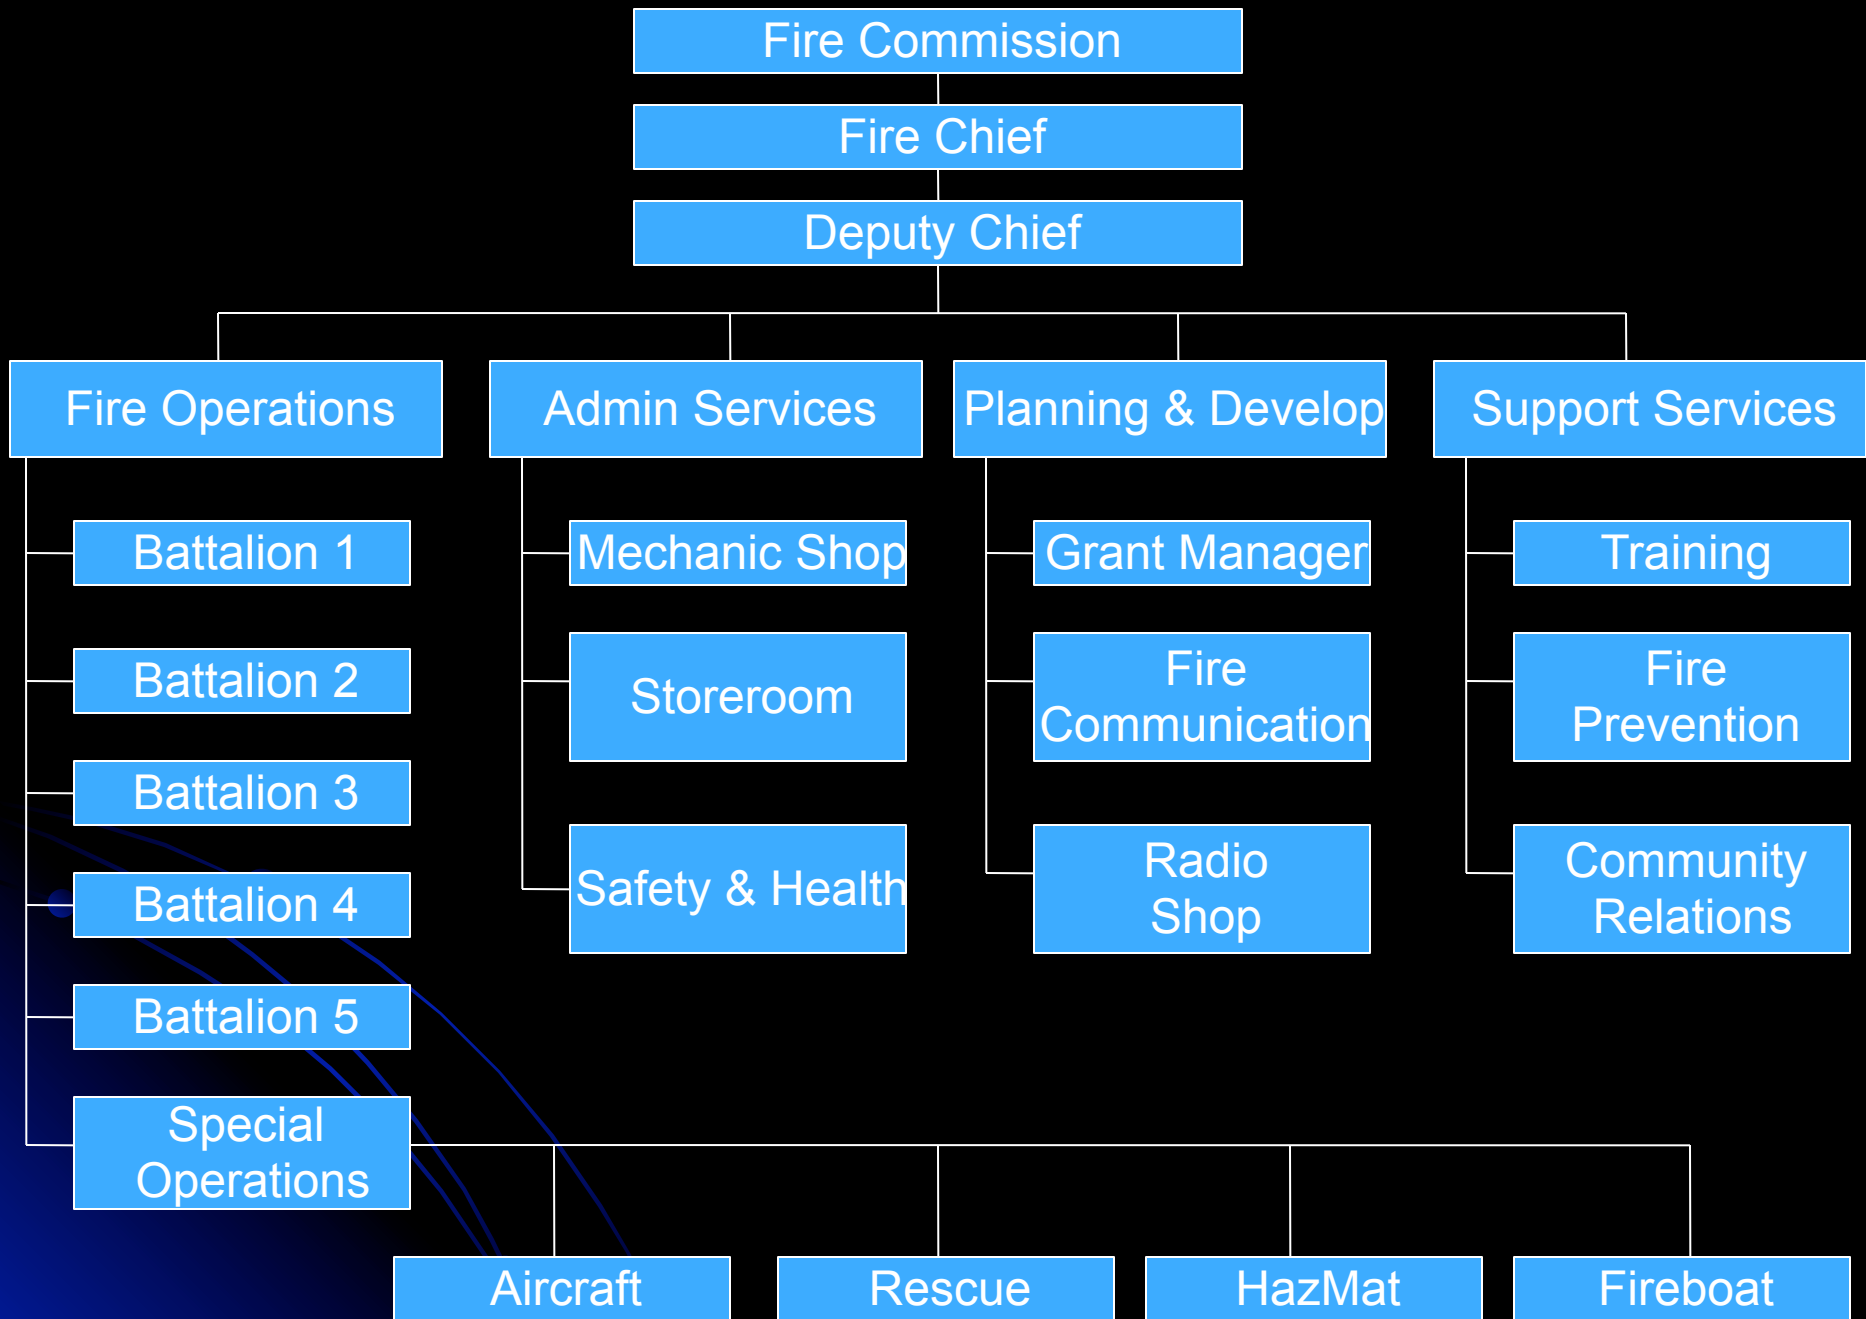 Fire Commission
Fire Chief
Deputy Chief
Fire Operations
Admin Services
Planning & Develop
Support Services
Battalion 1
Battalion 2
Battalion 3
Battalion 4
Battalion 5
Special
Operations
Mechanic Shop
Storeroom
Safety & Health
Grant Manager
Fire
Communication
Radio
Shop
Training
Fire
Prevention
Community
Relations
Aircraft
Rescue
HazMat
Fireboat